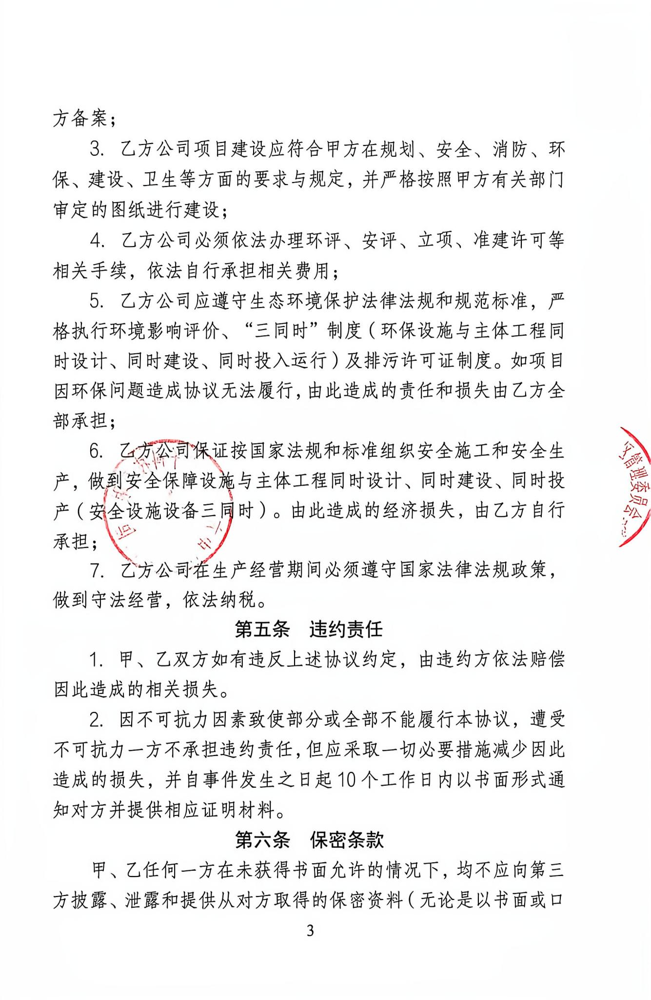 方备案；
3. 乙方公司项目建设应符合甲方在规划、安全、消防、环
保、建设、卫生等方面的要求与规定，并严格按照甲方有关部门
审定的图纸进行建设；
4. 乙方公司必须依法办理环评、安评、立项、准建许可等
相关手续，依法自行承担相关费用；
5. 乙方公司应遵守生态环境保护法律法规和规范标准，严
格执行环境影响评价、“三同时”制度（环保设施与主体工程同
时设计、同时建设、同时投入运行）及排污许可证制度。如项目
因环保问题造成协议无法履行，由此造成的责任和损失由乙方全
部承担；
6. 乙方公司保证按国家法规和标准组织安全施工和安全生
产，做到安全保障设施与主体工程同时设计、同时建设、同时投
产（安全设施设备三同时）。由此造成的经济损失，由乙方自行
承担；
7. 乙方公司在生产经营期间必须遵守国家法律法规政策，
做到守法经营，依法纳税。
第五条 违约责任
1. 甲、乙双方如有违反上述协议约定，由违约方依法赔偿
因此造成的相关损失。
2. 因不可抗力因素致使部分或全部不能履行本协议，遭受
不可抗力一方不承担违约责任，但应采取一切必要措施减少因此
造成的损失，并自事件发生之日起10个工作日内以书面形式通
知对方并提供相应证明材料。
第六条 保密条款
甲、乙任何一方在未获得书面允许的情况下，均不应向第三
方披露、泄露和提供从对方取得的保密资料（无论是以书面或口
3
管理委员会